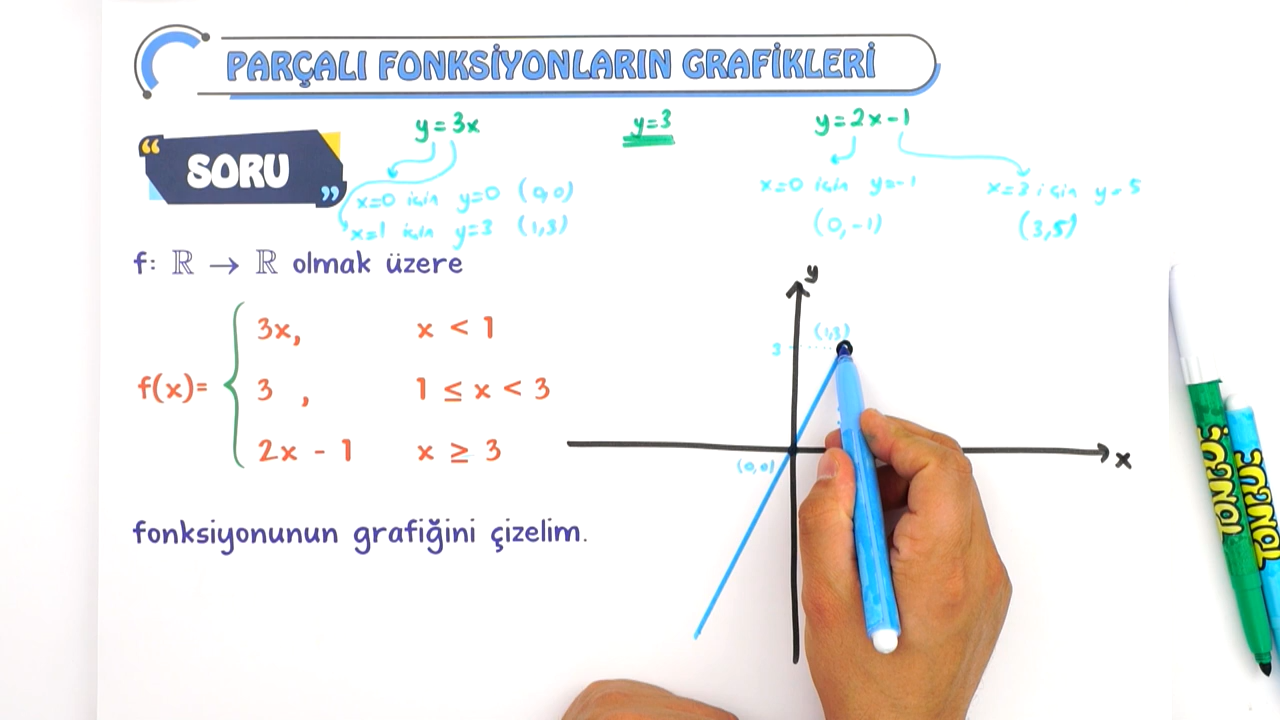 PARÇALI FONKSİYONLARIN GRAFİKLERİ
y=3x
y=3
y=2x-1
“ SORU ”
x=0 için y=0 (0,0)
x=1 için y=3 (1,3)
x=0 için y=-1
(0,-1)
x=3 için y=5
(3,5)
f: ℝ → ℝ olmak üzere
f(x)=
3x, x < 1
3 , 1 ≤ x < 3
2x - 1 x ≥ 3
fonksiyonunun grafiğini çizelim.
y
(1,3)
3
(0,0)
x